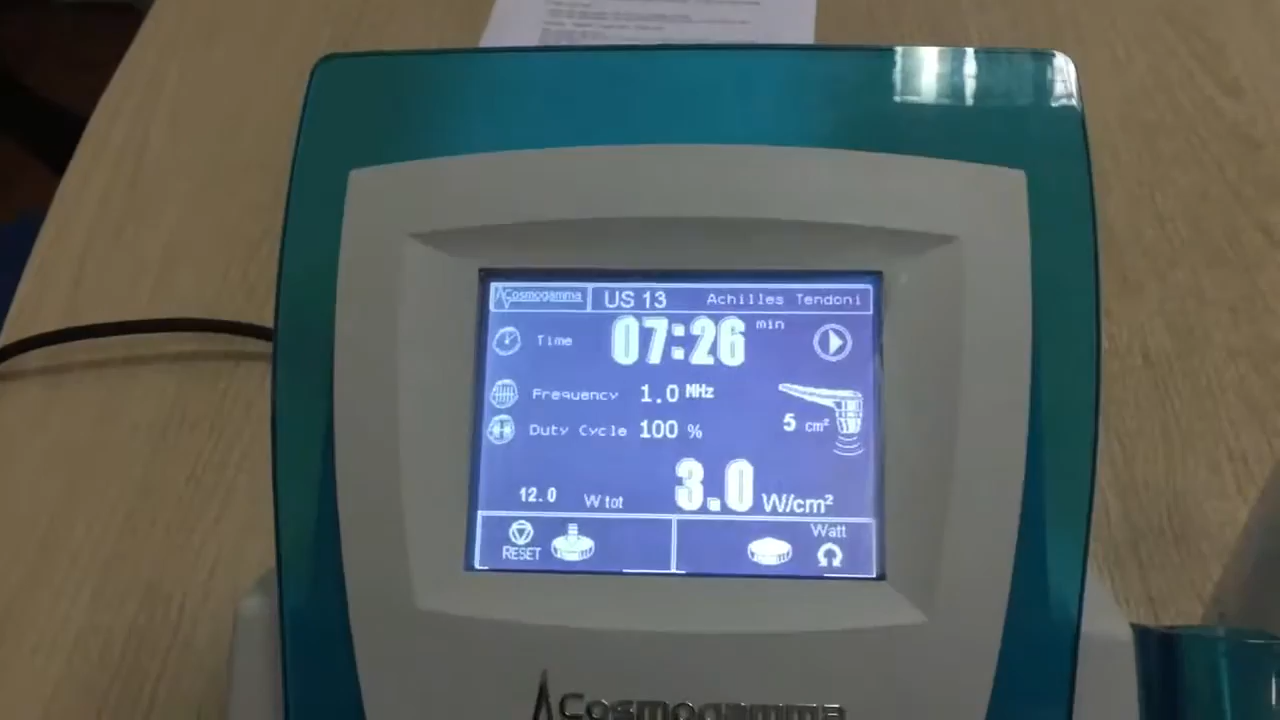 Cosmogamma US 13 Achilles Tendoni
Time 07:26 min
Frequency 1.0 MHz
Duty Cycle 100 % 5 cm²
12.0 W tot 3.0 W/cm²
RESET Watt
Cosmogamma